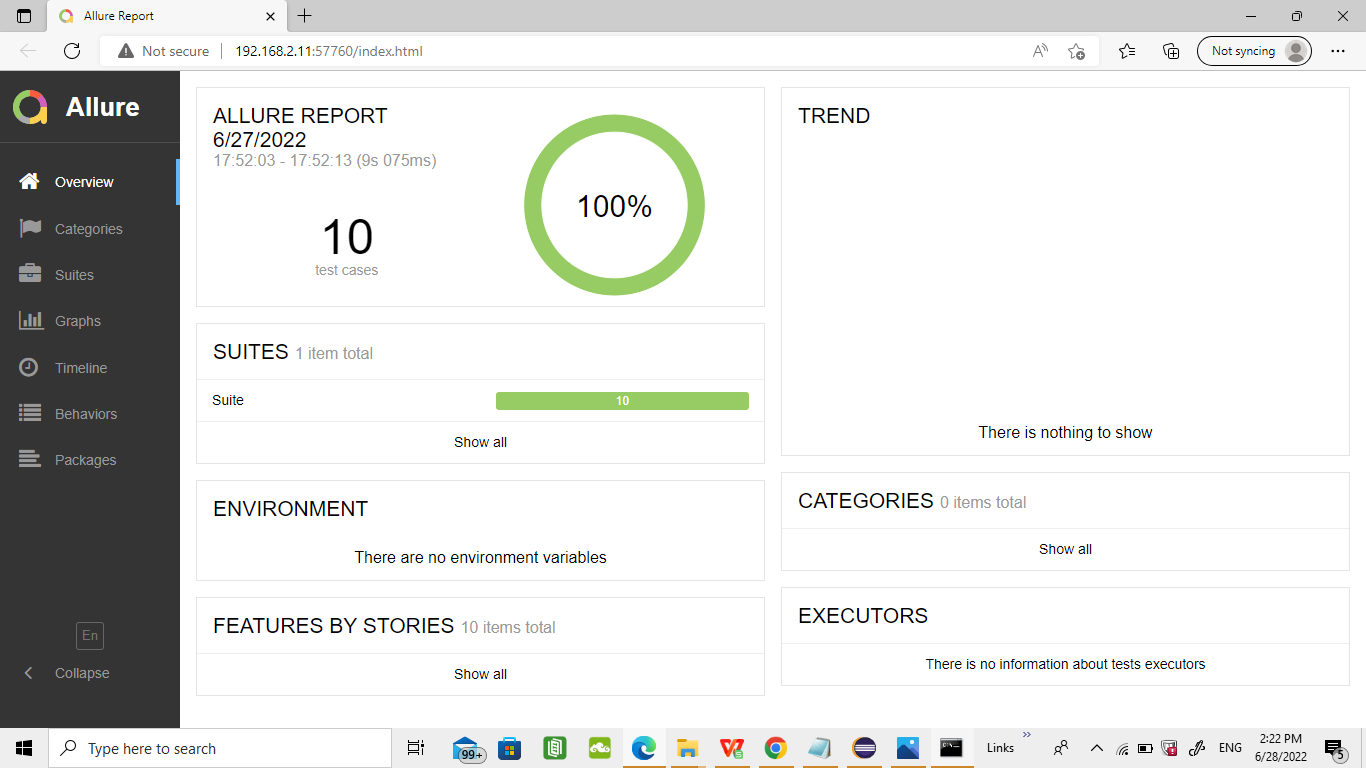 Allure Report
Not secure
192.168.2.11:57760/index.html
Not syncing
Allure
Overview
Categories
Suites
Graphs
Timeline
Behaviors
Packages
En
Collapse
ALLURE REPORT
6/27/2022
17:52:03 - 17:52:13 (9s 075ms)
10
test cases
100%
SUITES 1 item total
Suite
10
Show all
ENVIRONMENT
There are no environment variables
FEATURES BY STORIES 10 items total
Show all
TREND
There is nothing to show
CATEGORIES 0 items total
Show all
EXECUTORS
There is no information about tests executors
Type here to search
99+
Links
ENG
2:22 PM
6/28/2022
5